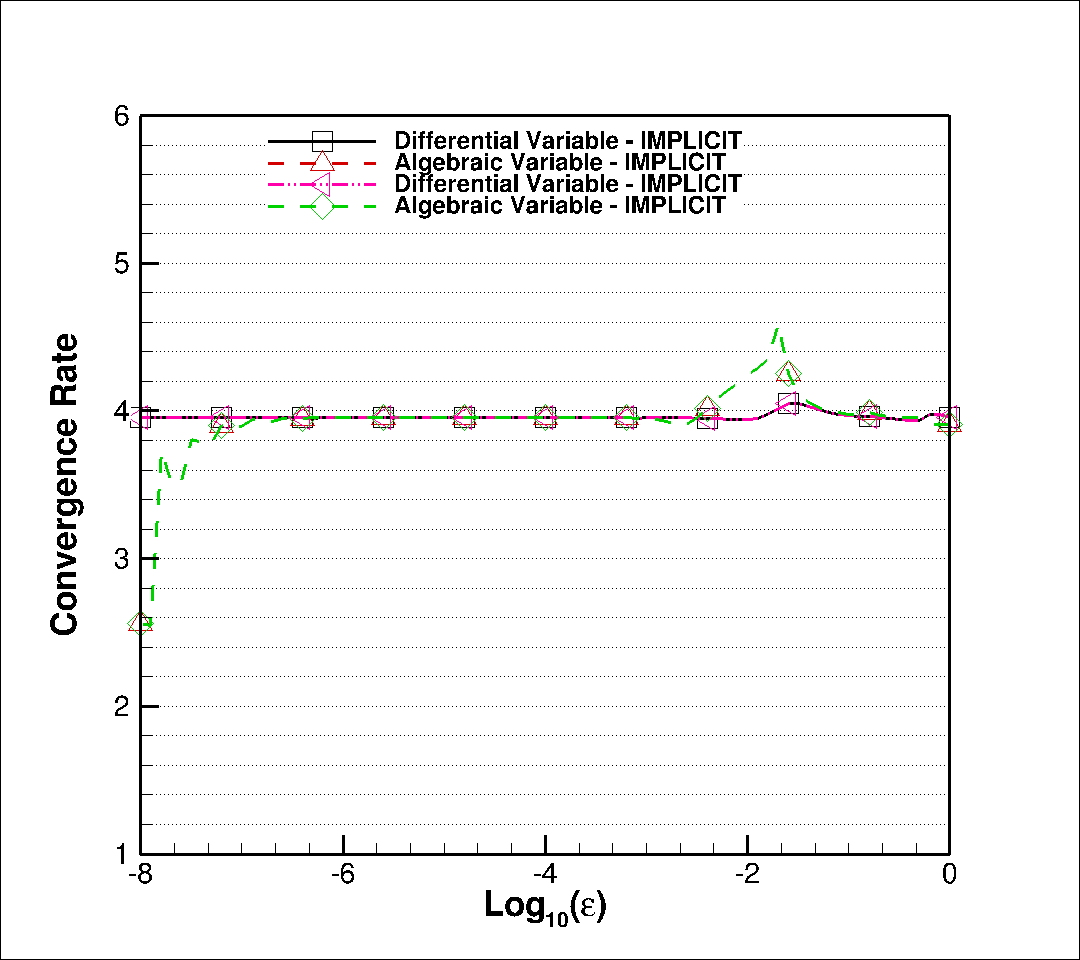 6
Differential Variable - IMPLICIT
Algebraic Variable - IMPLICIT
Differential Variable - IMPLICIT
Algebraic Variable - IMPLICIT
5
Convergence Rate
4
3
2
1
-8 -6 -4 -2 0
Log10(ε)